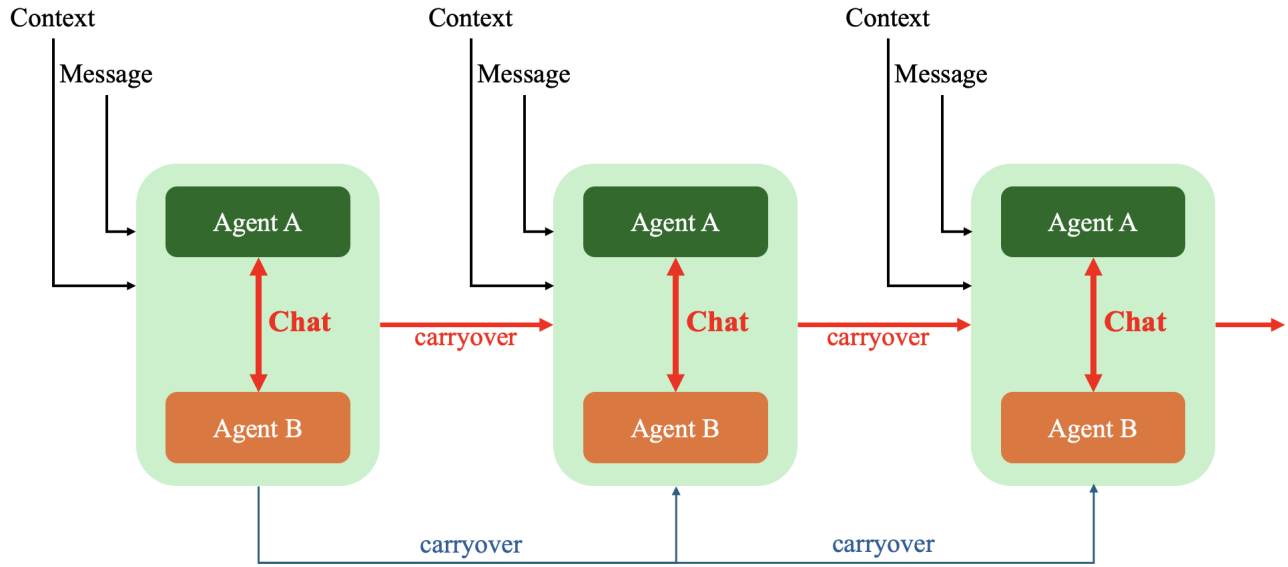 Context
Context
Context
Message
Message
Message
Agent A
Agent A
Agent A
Chat
Chat
Chat
carryover
carryover
Agent B
Agent B
Agent B
carryover
carryover